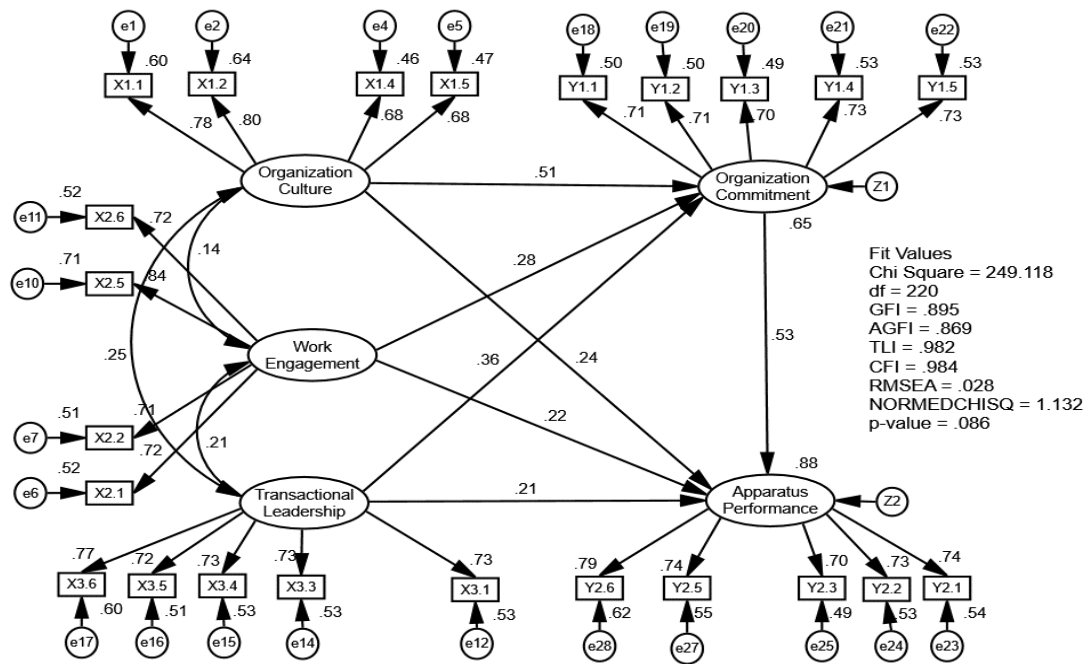 e1
e2
e4
e5
e18
e19
e20
e21
e22
.60
.64
.46
.47
.50
.50
.49
.53
.53
X1.1
X1.2
X1.4
X1.5
Y1.1
Y1.2
Y1.3
Y1.4
Y1.5
.78
.80
.68
.68
.71
.71
.70
.73
.73
Organization
Culture
.51
Organization
Commitment
Z1
.65
.52
e11
X2.6
.72
.14
.28
.71
e10
X2.5
.84
Fit Values
Chi Square = 249.118
df = 220
GFI = .895
AGFI = .869
TLI = .982
CFI = .984
RMSEA = .028
NORMEDCHISQ = 1.132
p-value = .086
.25
Work
Engagement
.36
.24
.53
.51
e7
X2.2
.71
.22
.21
.52
e6
X2.1
.72
Transactional
Leadership
.21
.88
Apparatus
Performance
Z2
.77
.72
.73
.73
.73
.79
.74
.70
.73
.74
X3.6
X3.5
X3.4
X3.3
X3.1
Y2.6
Y2.5
Y2.3
Y2.2
Y2.1
.60
.51
.53
.53
.53
.62
.55
.49
.53
.54
e17
e16
e15
e14
e12
e28
e27
e25
e24
e23